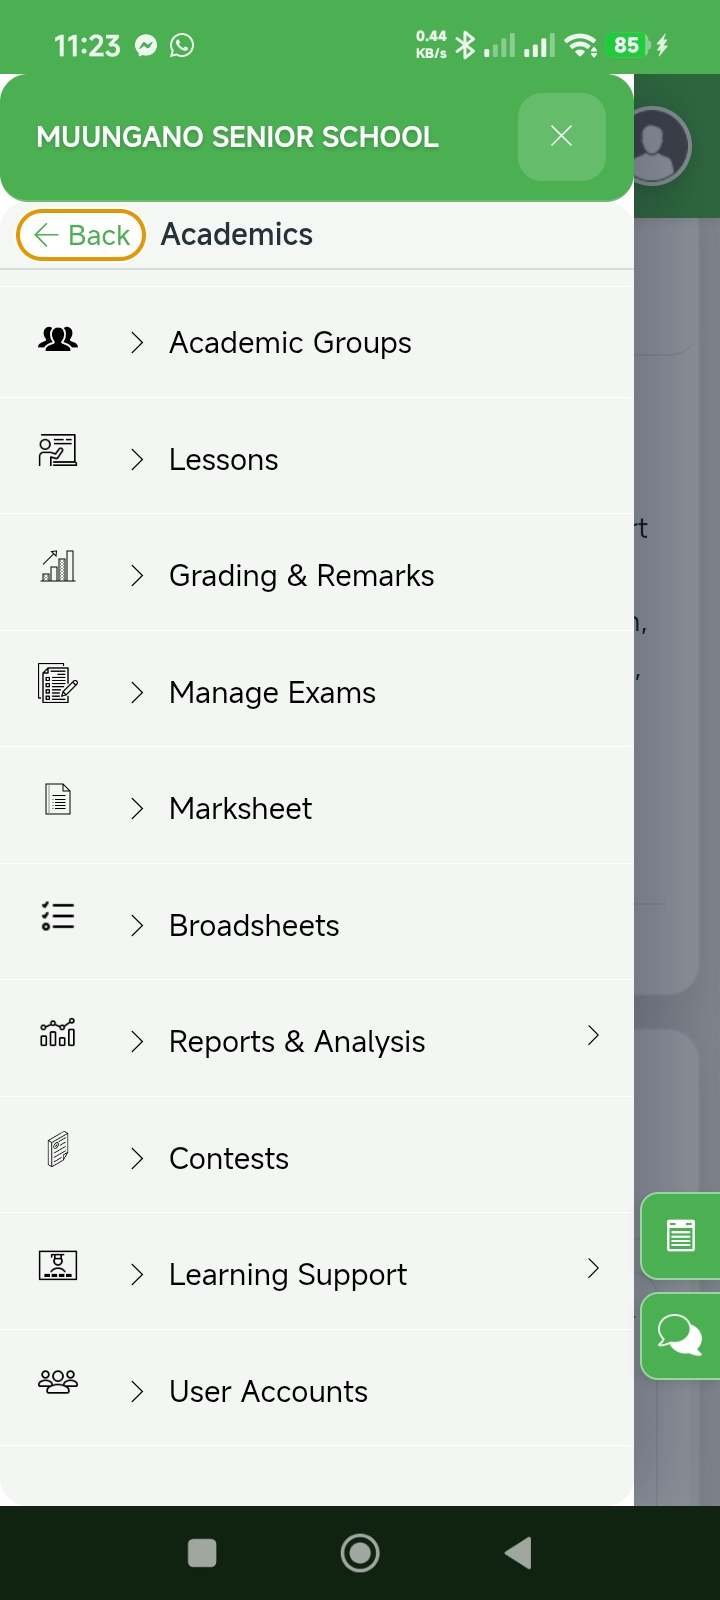 11:23
0.44
KB/s
85
MUUNGANO SENIOR SCHOOL
Back
Academics
Academic Groups
Lessons
Grading & Remarks
Manage Exams
Marksheet
Broadsheets
Reports & Analysis
Contests
Learning Support
User Accounts